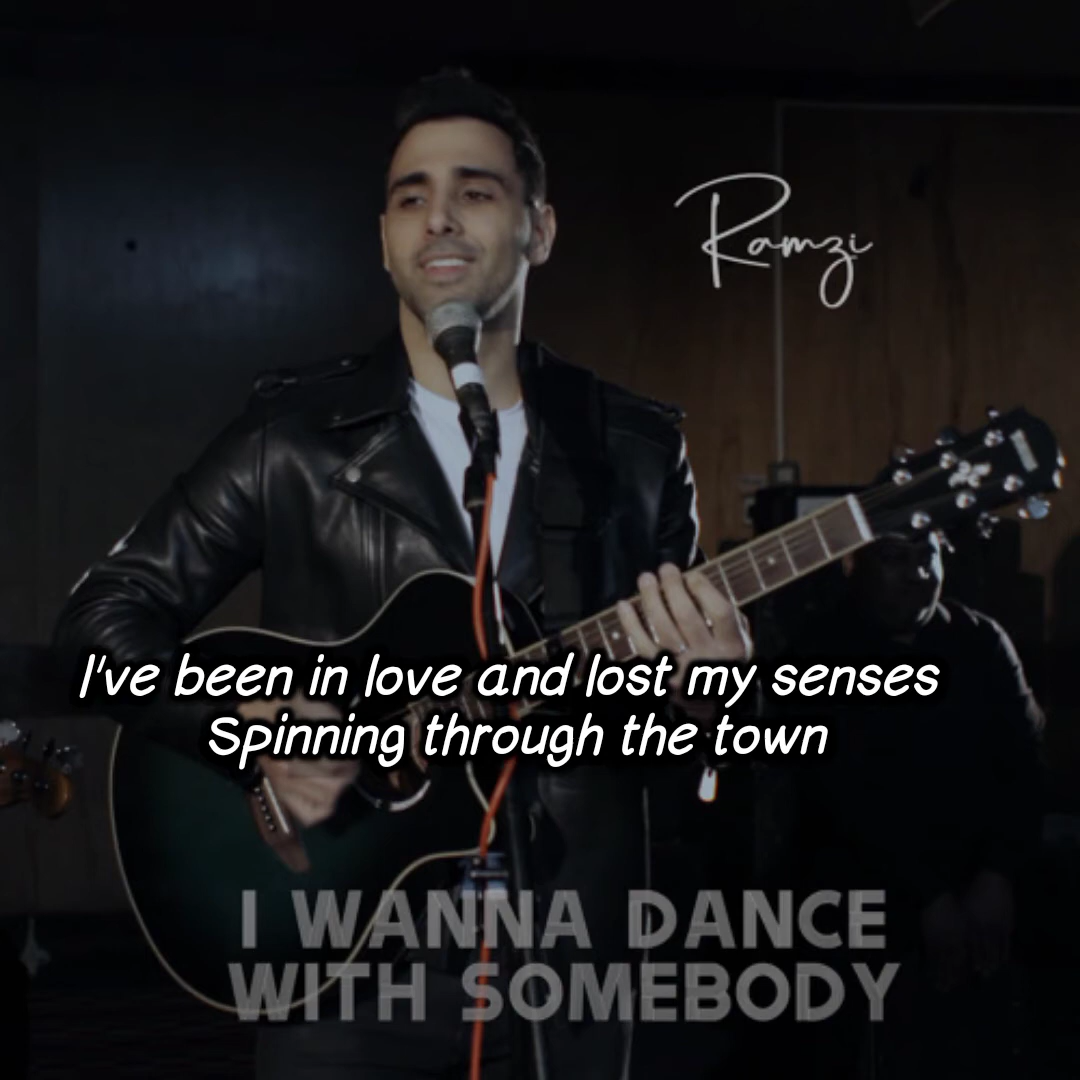 Ramzi
I've been in love and lost my senses
Spinning through the town
I WANNA DANCE
WITH SOMEBODY